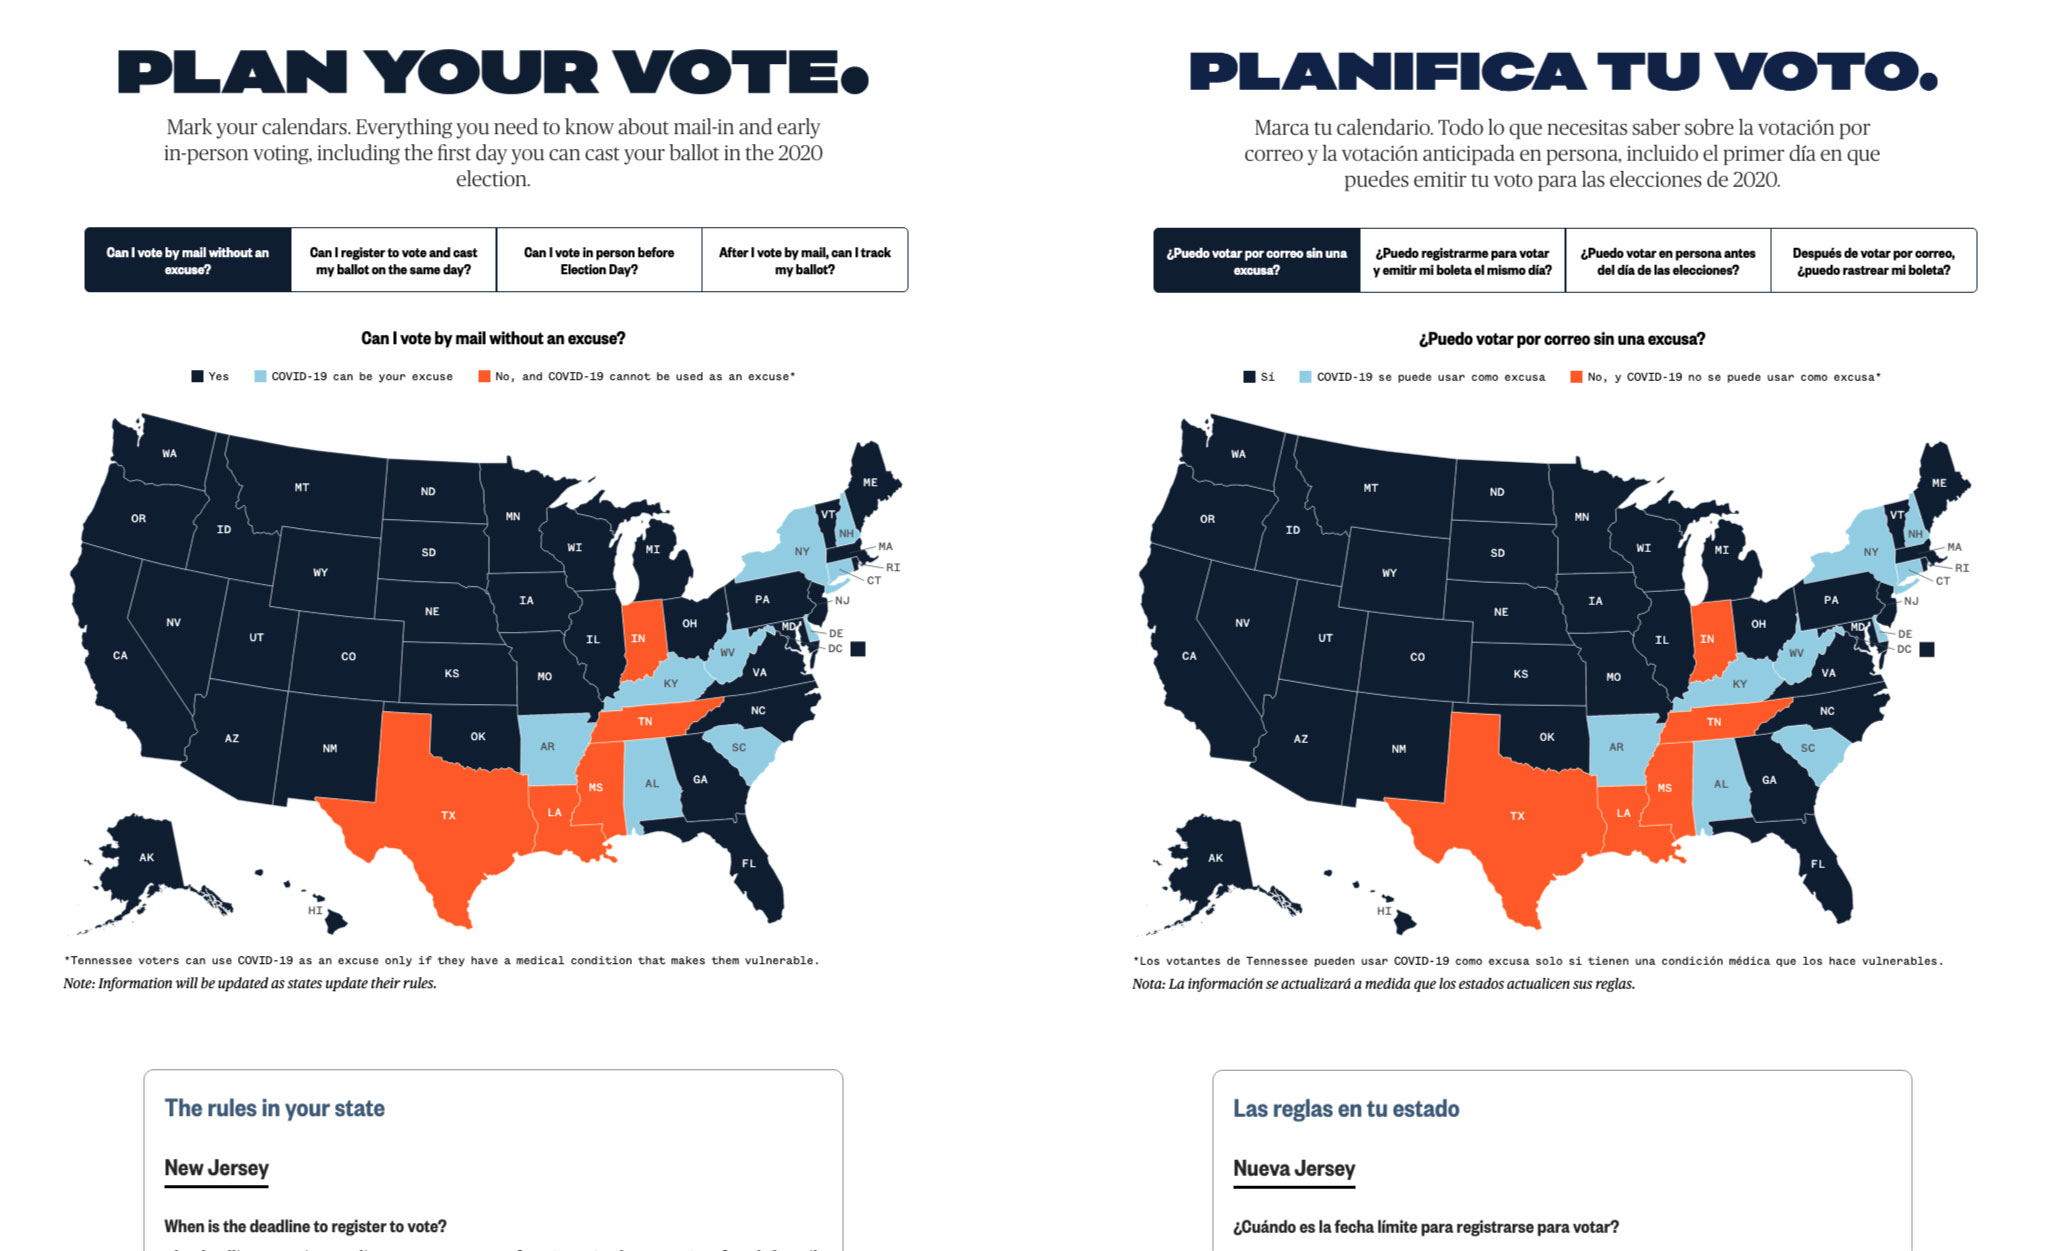 PLAN YOUR VOTE.
Mark your calendars. Everything you need to know about mail-in and early
in-person voting, including the first day you can cast your ballot in the 2020
election.
Can I vote by mail without an
excuse?
Can I register to vote and cast
my ballot on the same day?
Can I vote in person before
Election Day?
After I vote by mail, can I track
my ballot?
Can I vote by mail without an excuse?
Yes
COVID-19 can be your excuse
No, and COVID-19 cannot be used as an excuse*
WA
MT
ND
MN
ME
OR
ID
SD
WI
MI
VT
NH
NY
MA
RI
CT
WY
IA
NE
PA
NJ
NV
UT
CO
IL
IN
OH
MD
DE
DC
CA
KS
MO
WV
KY
VA
AZ
NM
OK
AR
TN
NC
SC
TX
LA
MS
AL
GA
FL
AK
HI
*Tennessee voters can use COVID-19 as an excuse only if they have a medical condition that makes them vulnerable.
Note: Information will be updated as states update their rules.
The rules in your state
New Jersey
When is the deadline to register to vote?
PLANIFICA TU VOTO.
Marca tu calendario. Todo lo que necesitas saber sobre la votación por
correo y la votación anticipada en persona, incluido el primer día en que
puedes emitir tu voto para las elecciones de 2020.
¿Puedo votar por correo sin una
excusa?
¿Puedo registrarme para votar
y emitir mi boleta el mismo día?
¿Puedo votar en persona antes
del día de las elecciones?
Después de votar por correo,
¿puedo rastrear mi boleta?
¿Puedo votar por correo sin una excusa?
Sí
COVID-19 se puede usar como excusa
No, y COVID-19 no se puede usar como excusa*
WA
MT
ND
MN
ME
OR
ID
SD
WI
MI
VT
NH
NY
MA
RI
CT
WY
IA
NE
PA
NJ
NV
UT
CO
IL
IN
OH
MD
DE
DC
CA
KS
MO
WV
KY
VA
AZ
NM
OK
AR
TN
NC
SC
TX
LA
MS
AL
GA
FL
AK
HI
*Los votantes de Tennessee pueden usar COVID-19 como excusa solo si tienen una condición médica que los hace vulnerables.
Nota: La información se actualizará a medida que los estados actualicen sus reglas.
Las reglas en tu estado
Nueva Jersey
¿Cuándo es la fecha límite para registrarse para votar?